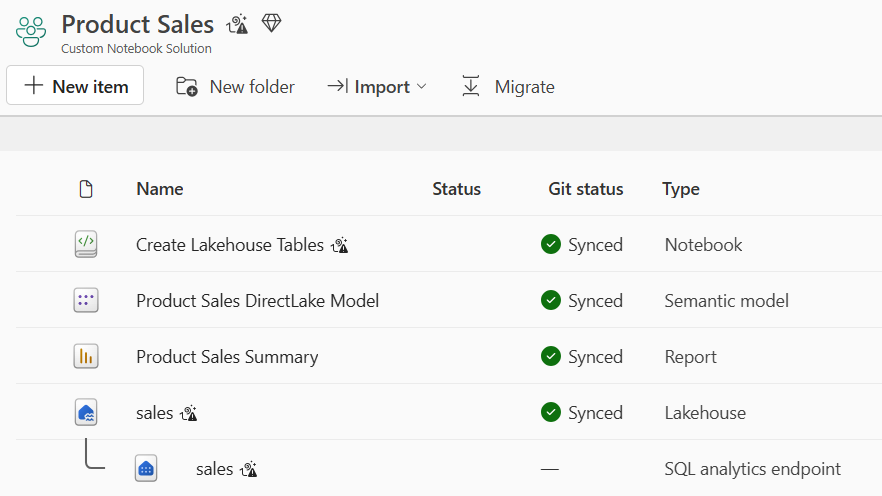 Product Sales
Custom Notebook Solution
New item New folder Import Migrate
Name Status Git status Type
Create Lakehouse Tables Synced Notebook
Product Sales DirectLake Model Synced Semantic model
Product Sales Summary Synced Report
sales Synced Lakehouse
sales — SQL analytics endpoint